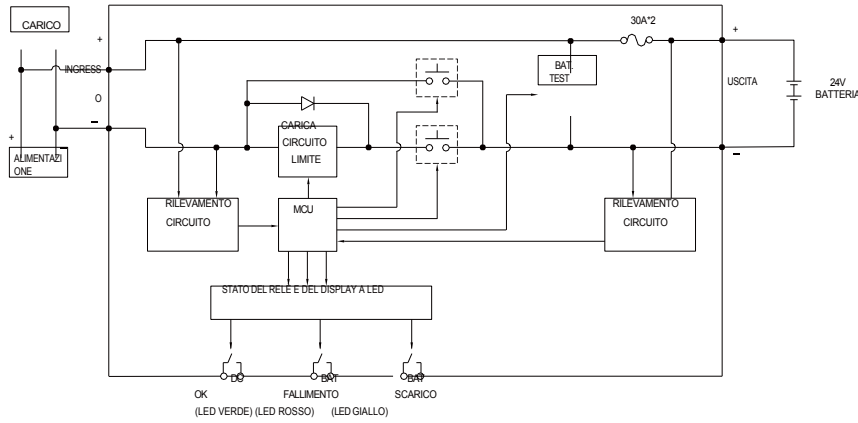 CARICO
30A*2
+
+
INGRESS
O
BAT.
TEST
USCITA
24V
BATTERIA
+
−
CARICA
CIRCUITO
LIMITE
−
ALIMENTAZI
ONE
−
RILEVAMENTO
CIRCUITO
MCU
RILEVAMENTO
CIRCUITO
STATO DEL RELE E DEL DISPLAY A LED
DC
BAT
BAT
OK
FALLIMENTO
SCARICO
(LED VERDE) (LED ROSSO)
(LED GIALLO)